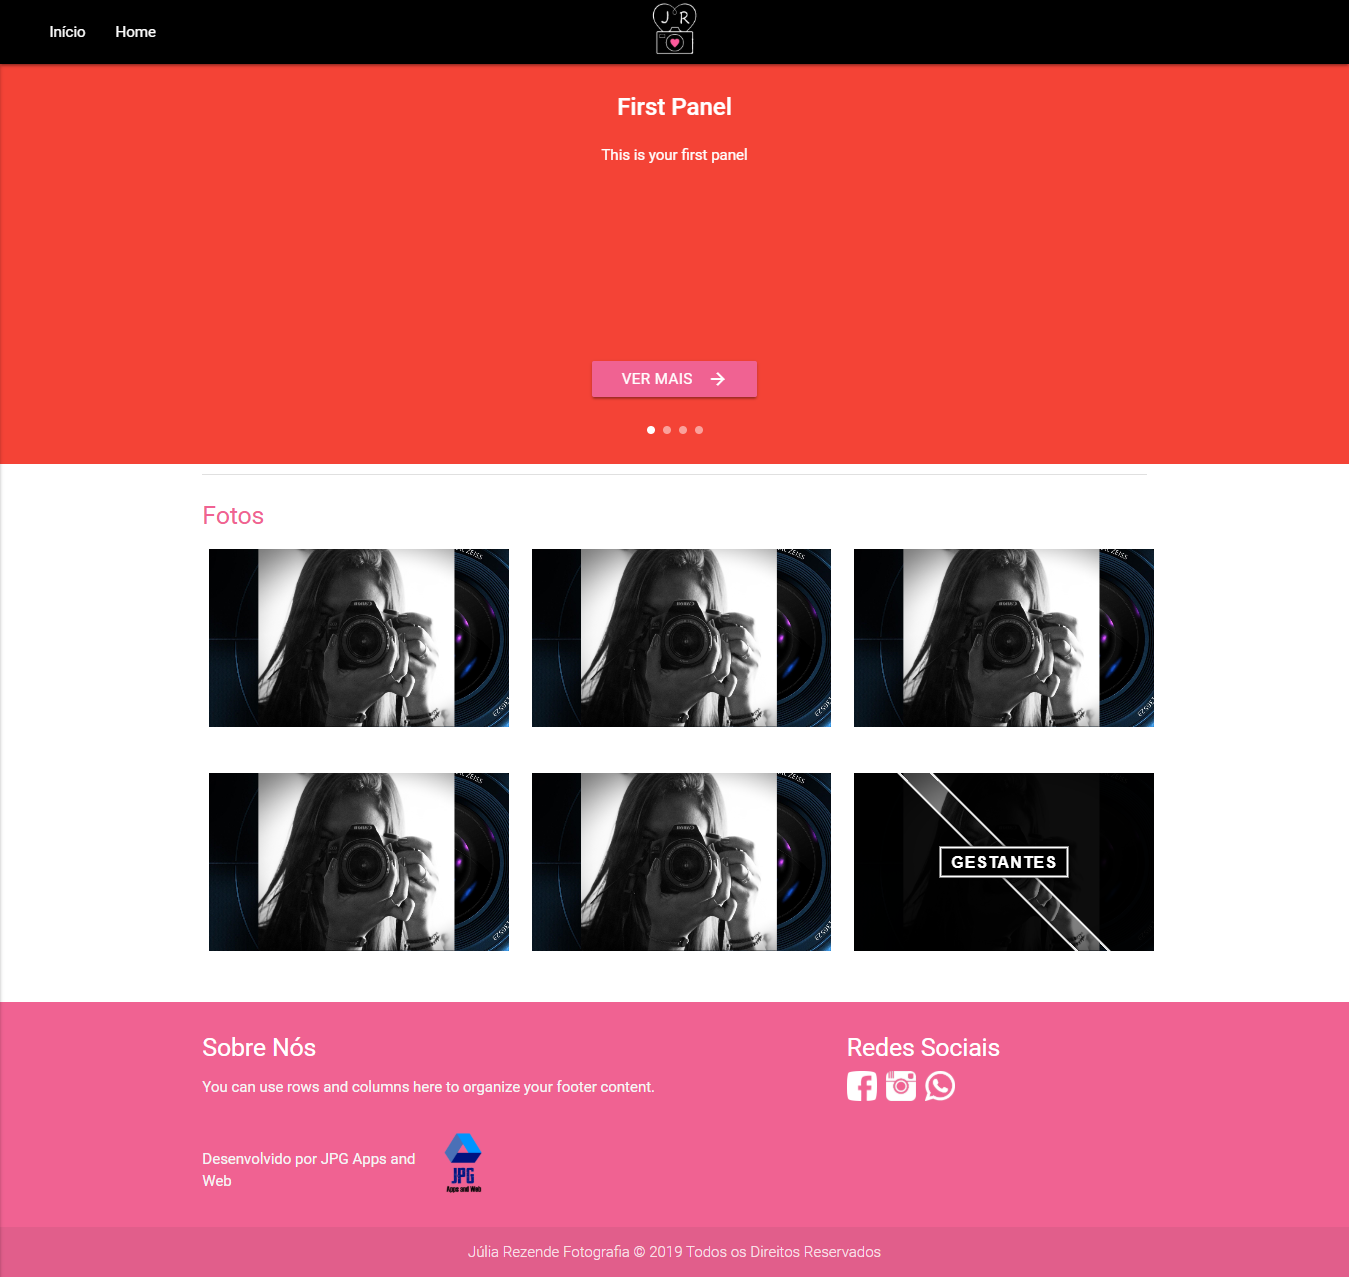 Início Home
J R
First Panel
This is your first panel
VER MAIS
Fotos
GESTANTES
Sobre Nós
Redes Sociais
You can use rows and columns here to organize your footer content.
Desenvolvido por JPG Apps and
Web
JPG
Apps and Web
Júlia Rezende Fotografia © 2019 Todos os Direitos Reservados